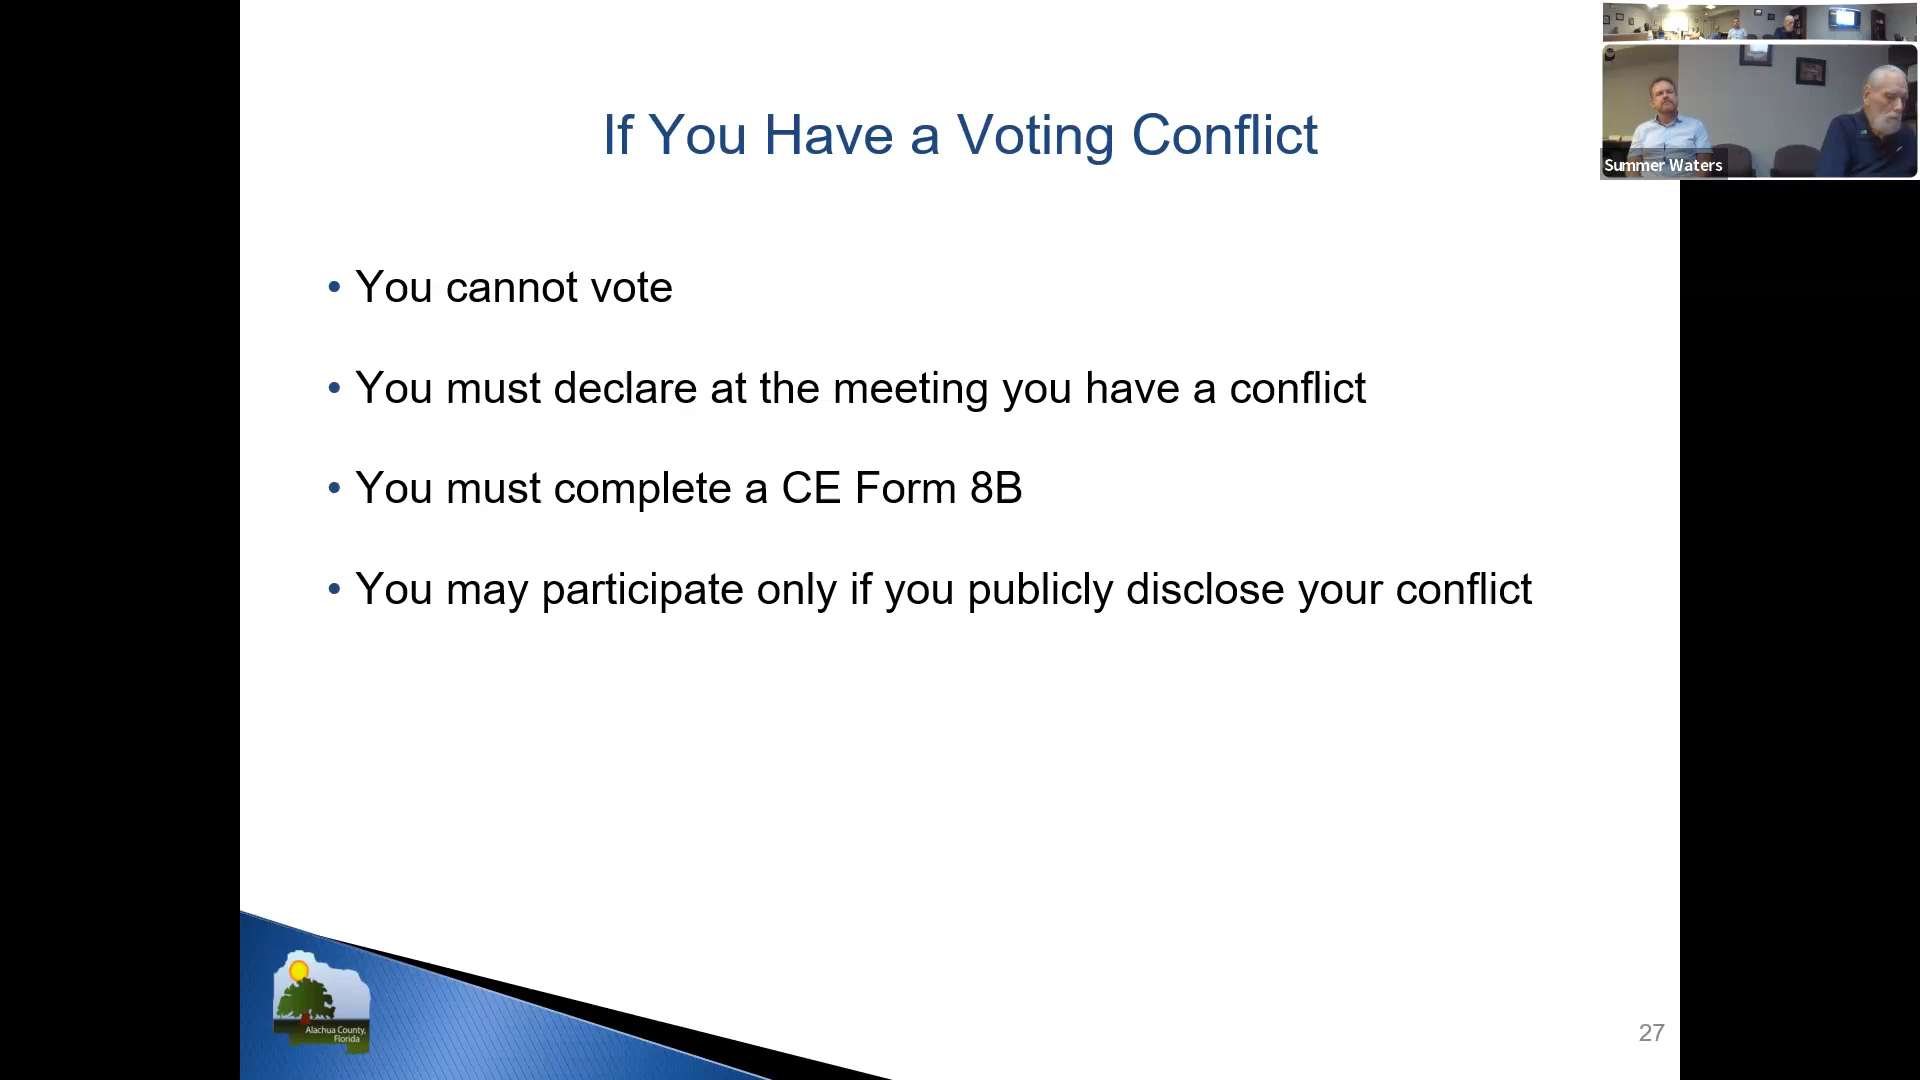 If You Have a Voting Conflict
Summer Waters
• You cannot vote
• You must declare at the meeting you have a conflict
• You must complete a CE Form 8B
• You may participate only if you publicly disclose your conflict
Alachua County,
Florida
27